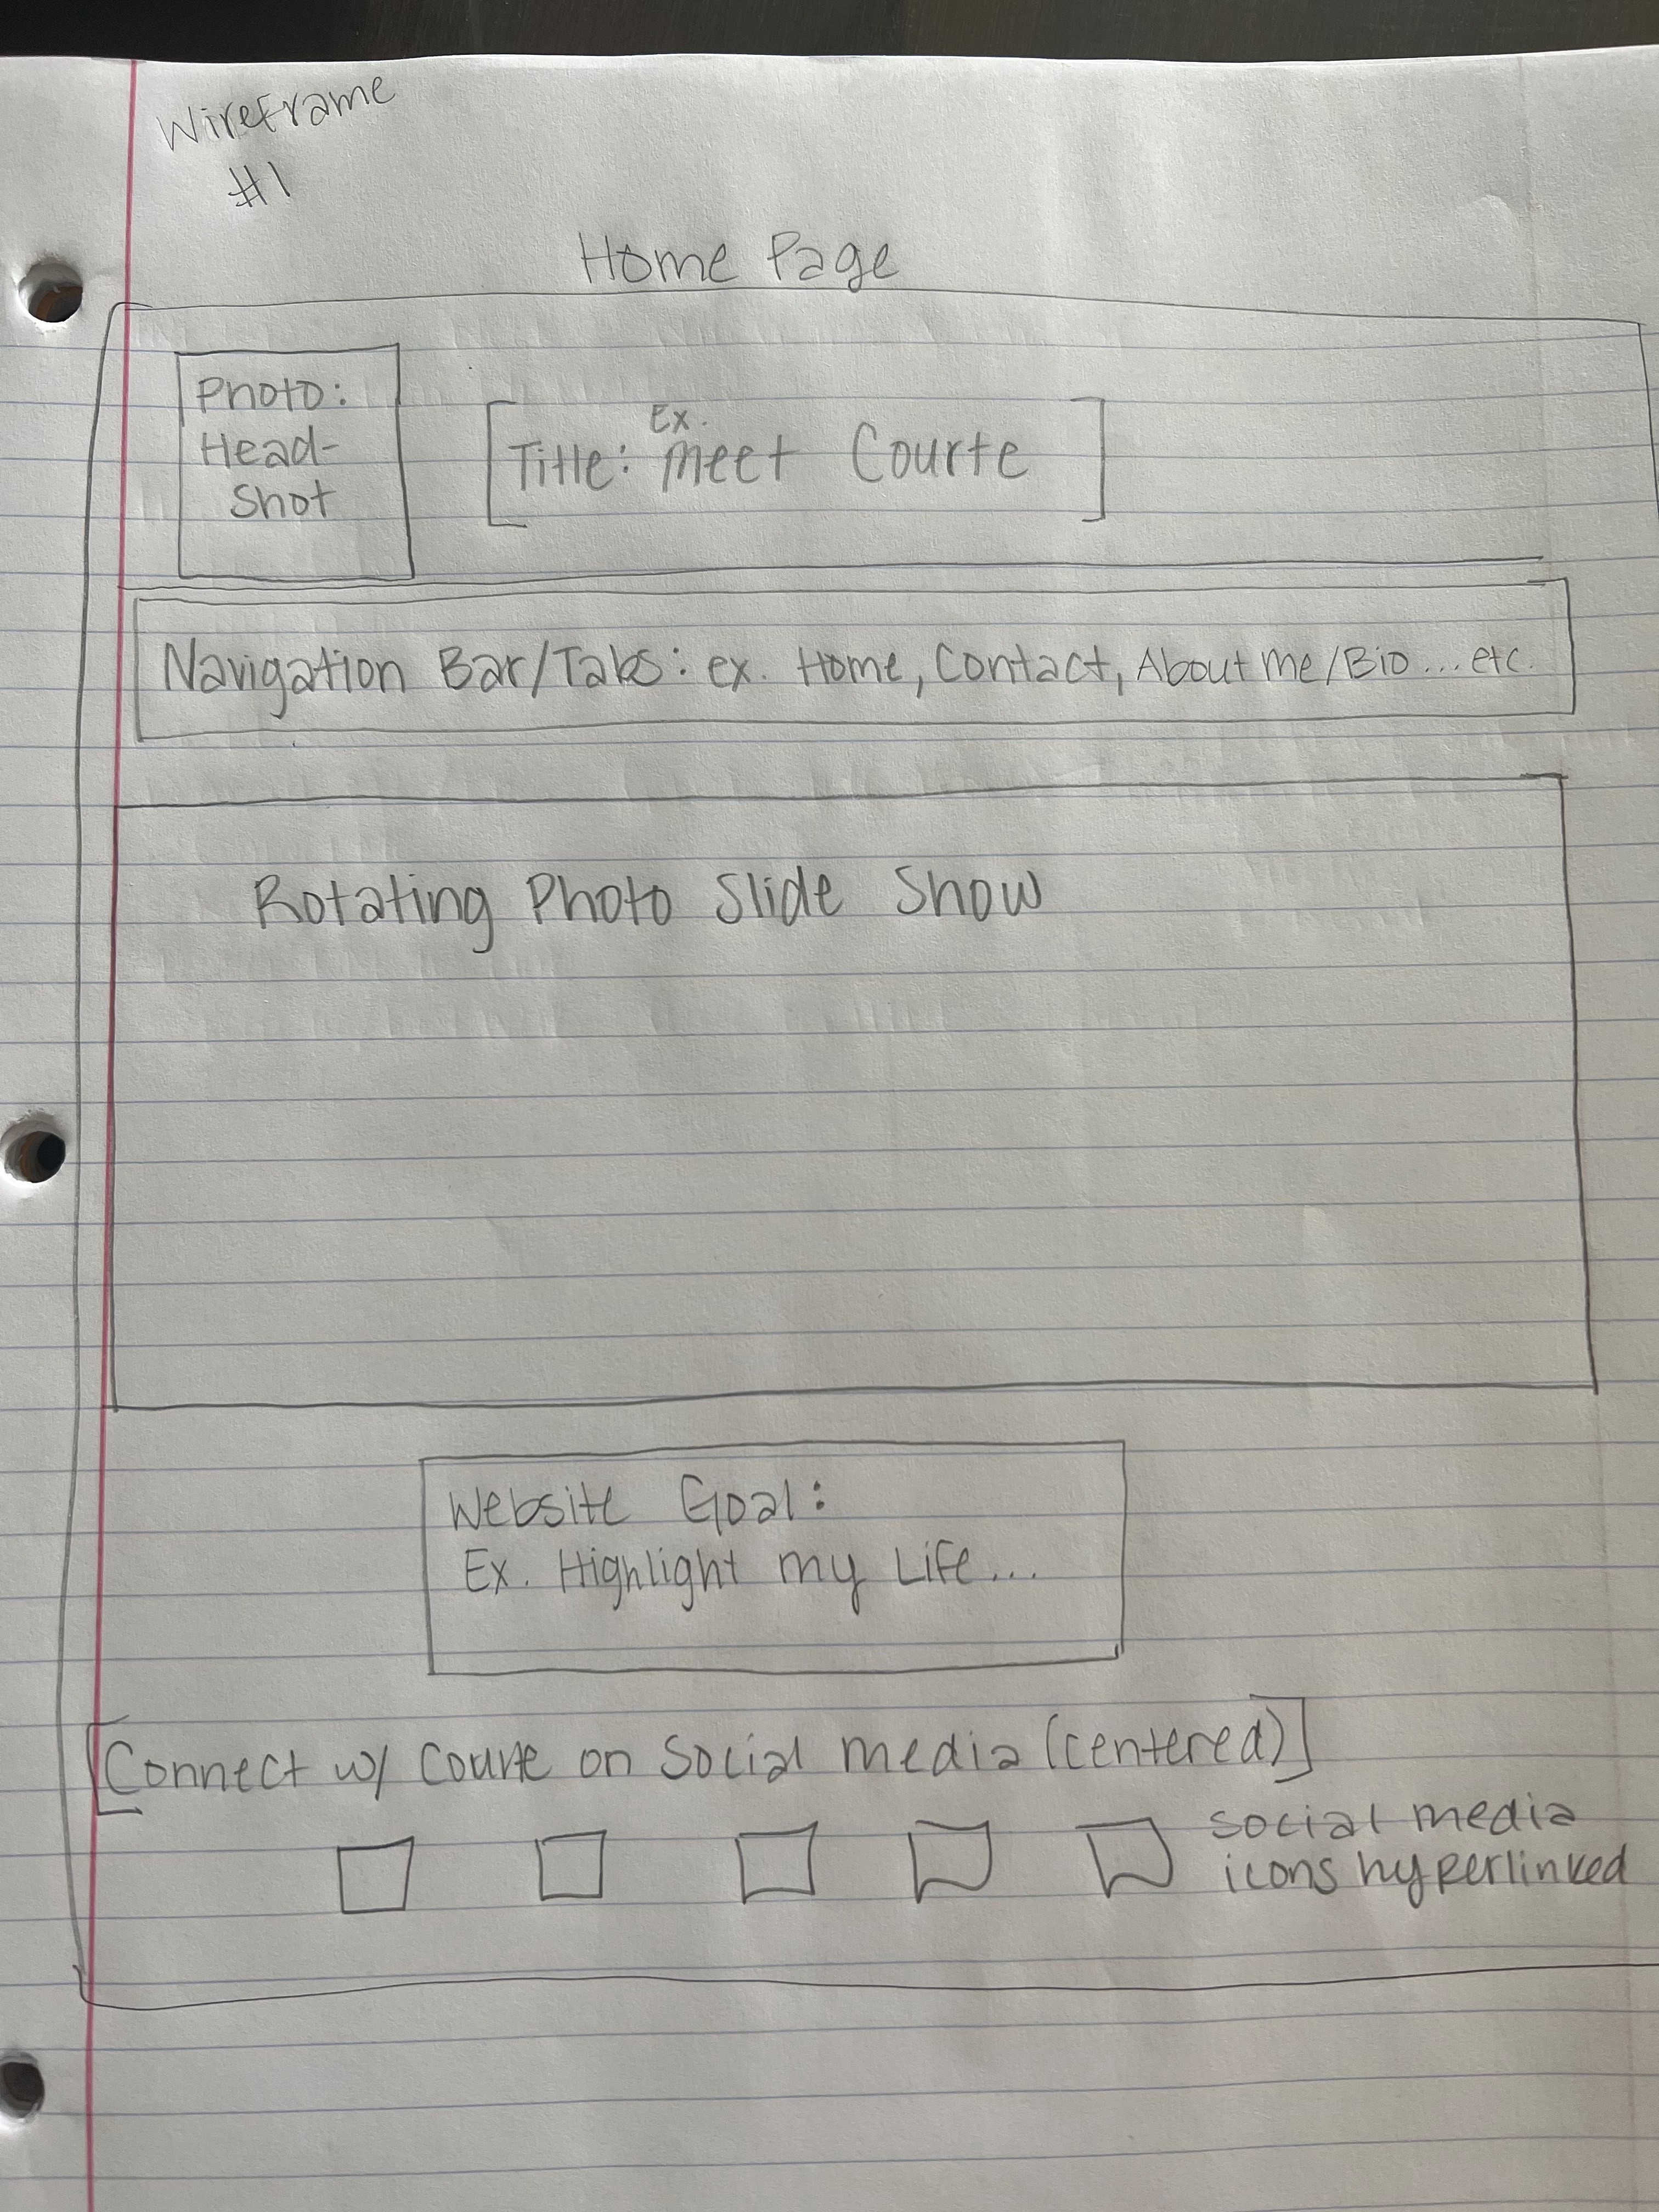 Wireframe
#1
Home Page
Photo:
Head-
Shot
Ex.
Title: Meet Courte
Navigation Bar/Tabs: ex. Home, Contact, About Me/Bio... etc.
Rotating Photo Slide Show
Website Goal:
Ex. Highlight my Life...
Connect w/ Courte on Social Media (centered)
social media
icons hyperlinked